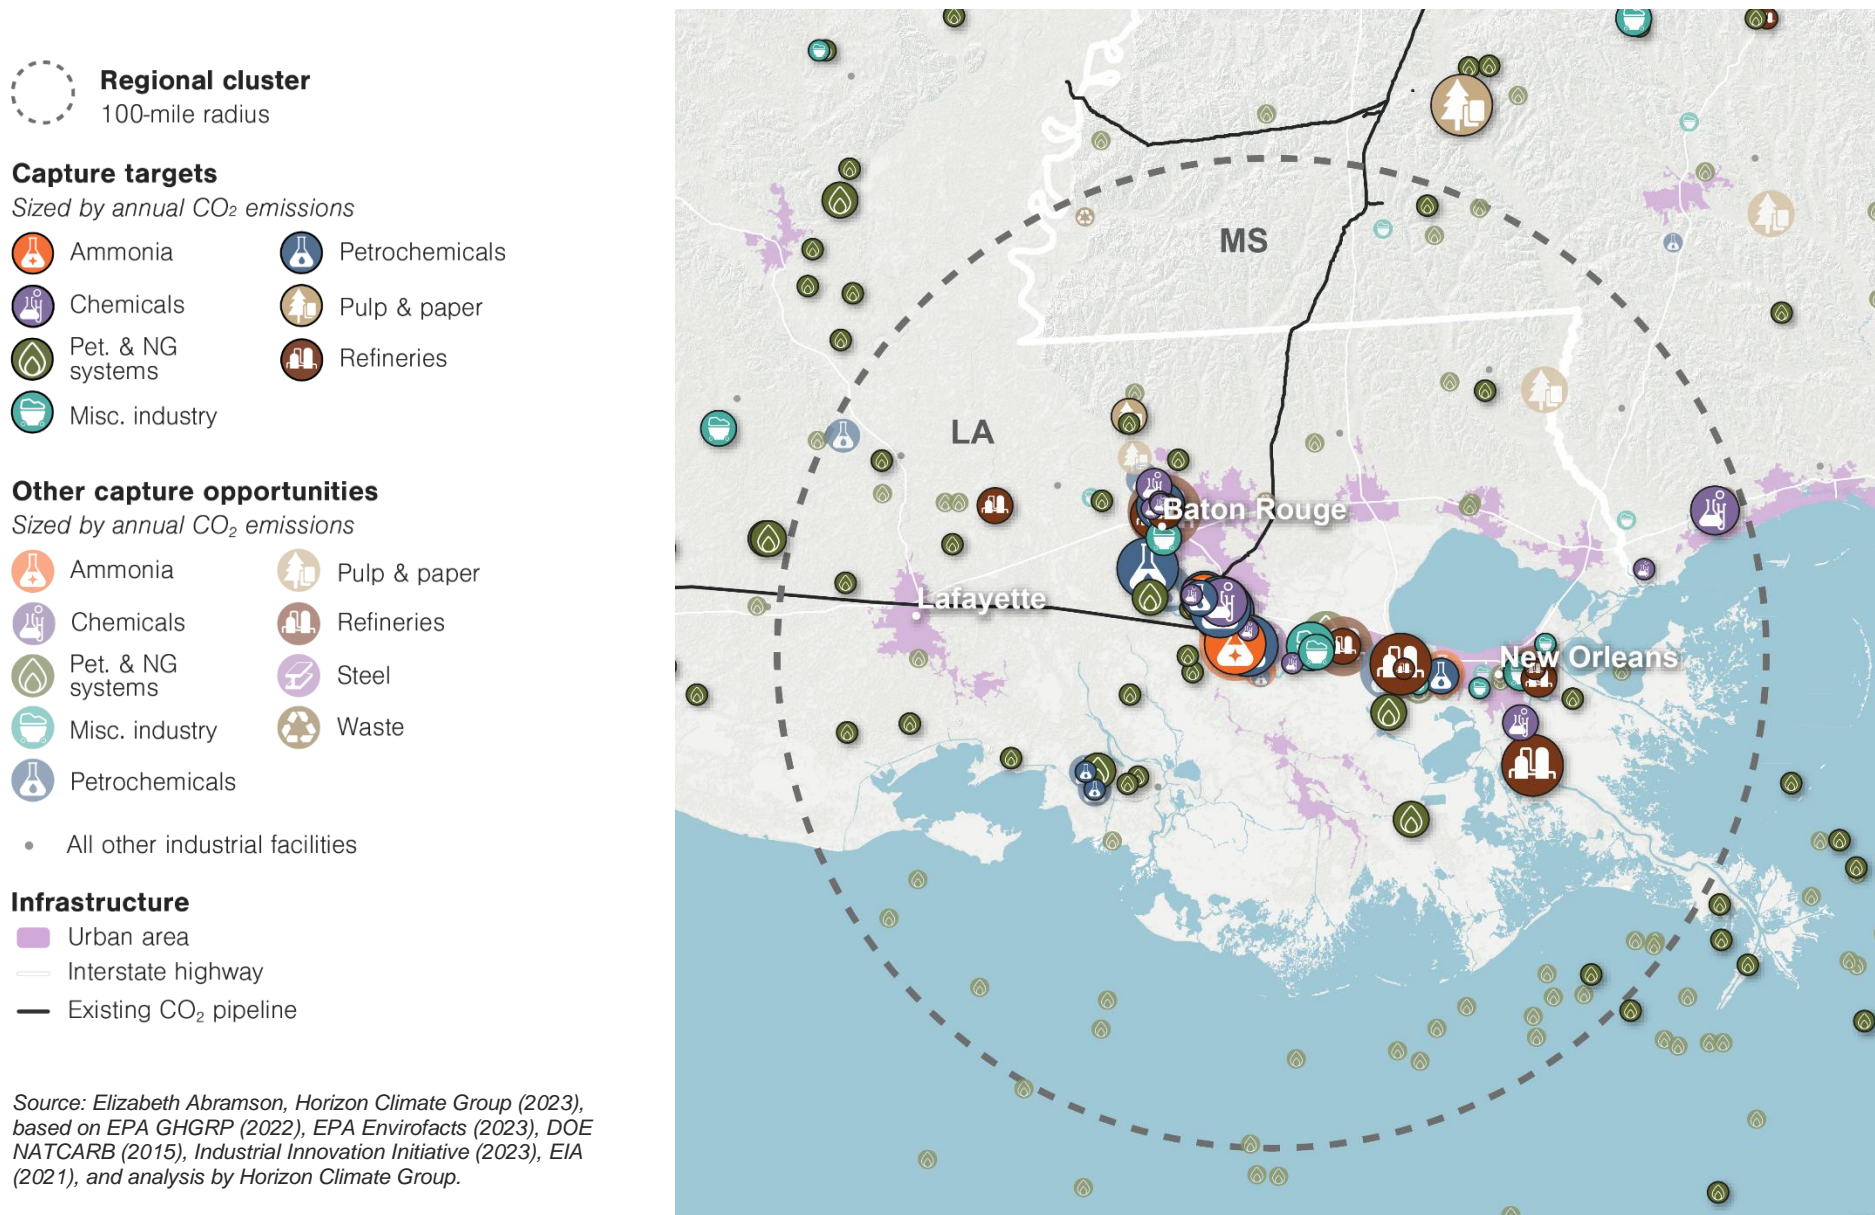 Regional cluster
100-mile radius
Capture targets
Sized by annual CO₂ emissions
Ammonia
Chemicals
Pet. & NG
systems
Misc. industry
Petrochemicals
Pulp & paper
Refineries
Other capture opportunities
Sized by annual CO₂ emissions
Ammonia
Chemicals
Pet. & NG
systems
Misc. industry
Petrochemicals
Pulp & paper
Refineries
Steel
Waste
All other industrial facilities
Infrastructure
Urban area
Interstate highway
Existing CO₂ pipeline
Source: Elizabeth Abramson, Horizon Climate Group (2023),
based on EPA GHGRP (2022), EPA Envirofacts (2023), DOE
NATCARB (2015), Industrial Innovation Initiative (2023), EIA
(2021), and analysis by Horizon Climate Group.
MS
LA
Baton Rouge
Lafayette
New Orleans